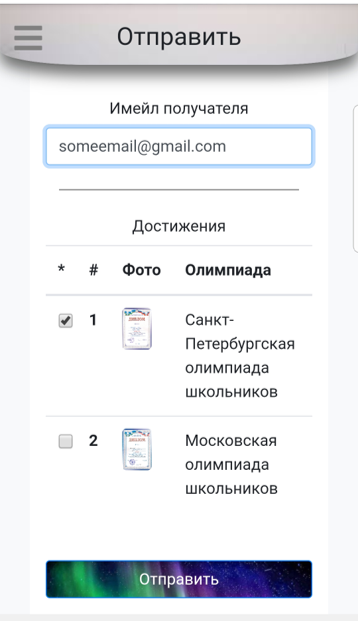 Отправить
Имейл получателя
someemail@gmail.com
Достижения
* # Фото Олимпиада
1 Санкт-
Петербургская
олимпиада
школьников
2 Московская
олимпиада
школьников
Отправить